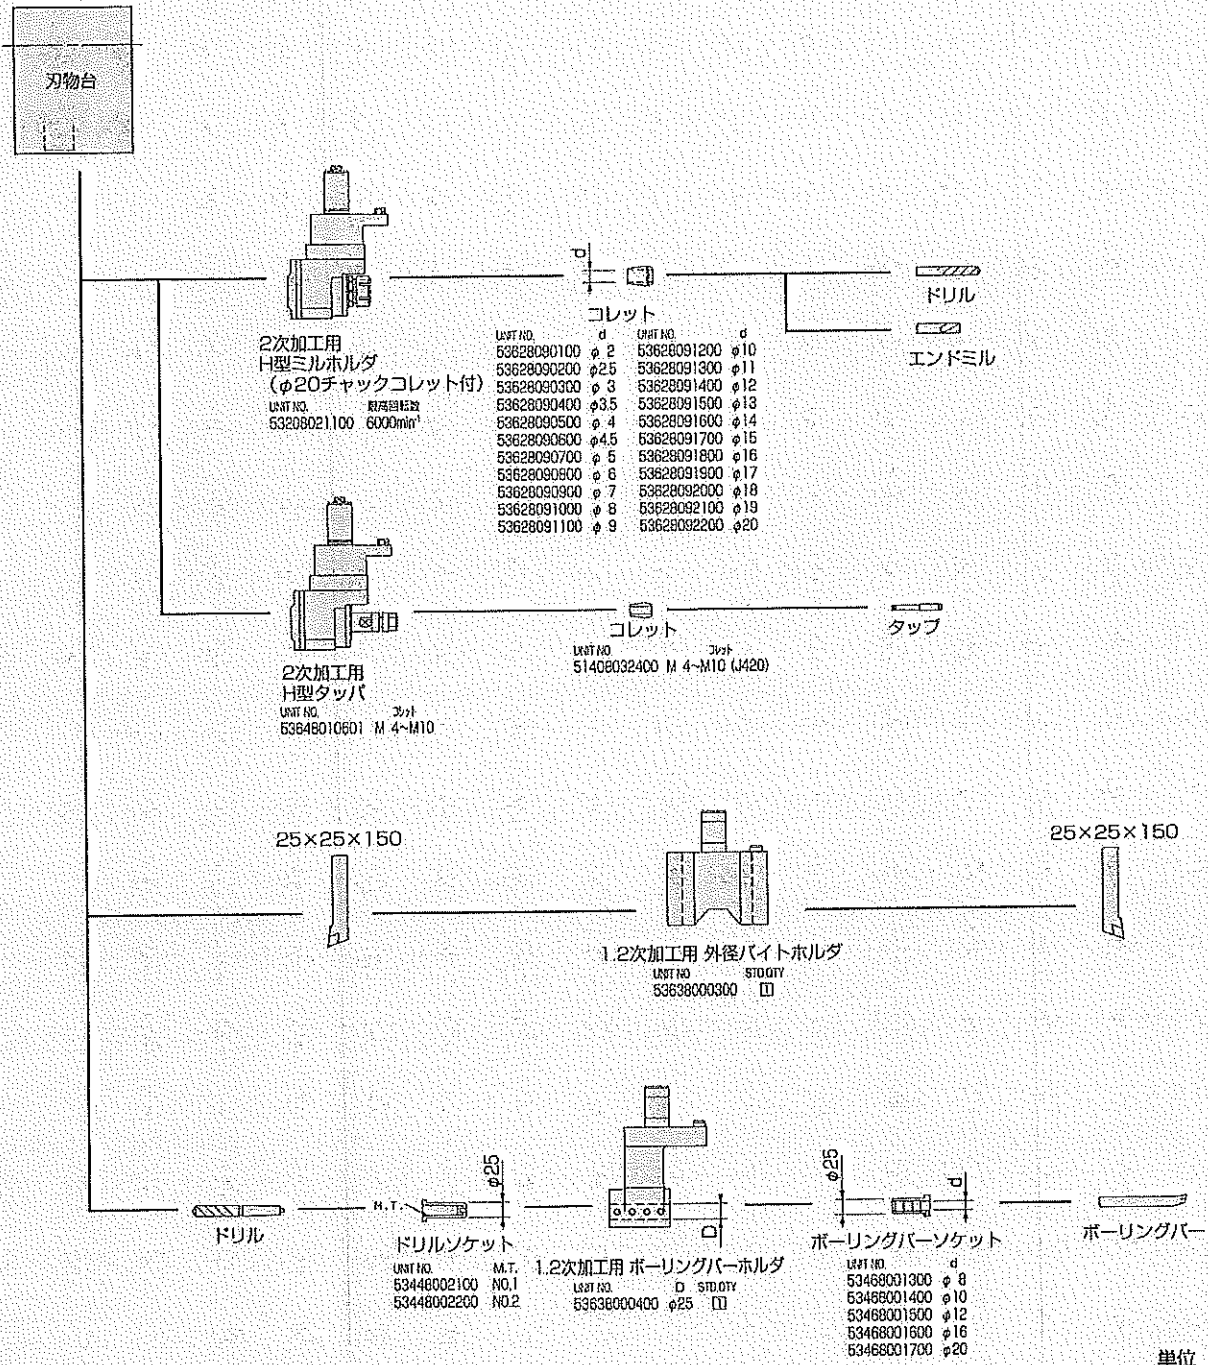 刃物台
2次加工用
H型ミルホルダ
(φ20チャックコレット付)
UNIT NO. 最高回転数
53208021100 6000min⁻¹
d
コレット
UNIT NO. d UNIT NO. d
53628090100 φ 2 53628091200 φ10
53628090200 φ2.5 53628091300 φ11
53628090300 φ 3 53628091400 φ12
53628090400 φ3.5 53628091500 φ13
53628090500 φ 4 53628091600 φ14
53628090600 φ4.5 53628091700 φ15
53628090700 φ 5 53628091800 φ16
53628090800 φ 6 53628091900 φ17
53628090900 φ 7 53628092000 φ18
53628091000 φ 8 53628092100 φ19
53628091100 φ 9 53628092200 φ20
ドリル
エンドミル
2次加工用
H型タッパ
UNIT NO. コレット
53648010601 M 4~M10
コレット
UNIT NO コレット
51408032400 M 4~M10 (J420)
タップ
25×25×150
1.2次加工用 外径バイトホルダ
UNIT NO STD.QTY
53638000300 1
25×25×150
ドリル
M.T.
φ25
ドリルソケット
UNIT NO. M.T.
53448002100 NO.1
53448002200 NO.2
D
1.2次加工用 ボーリングバーホルダ
UNIT NO. D STD.QTY
53638000400 φ25 1
φ25
d
ボーリングバーソケット
UNIT NO. d
53468001300 φ 8
53468001400 φ10
53468001500 φ12
53468001600 φ16
53468001700 φ20
ボーリングバー
単位